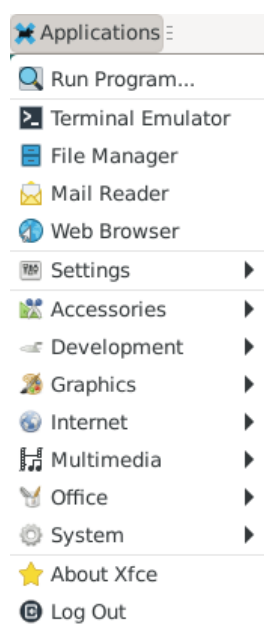 Applications
Run Program...
Terminal Emulator
File Manager
Mail Reader
Web Browser
Settings
Accessories
Development
Graphics
Internet
Multimedia
Office
System
About Xfce
Log Out